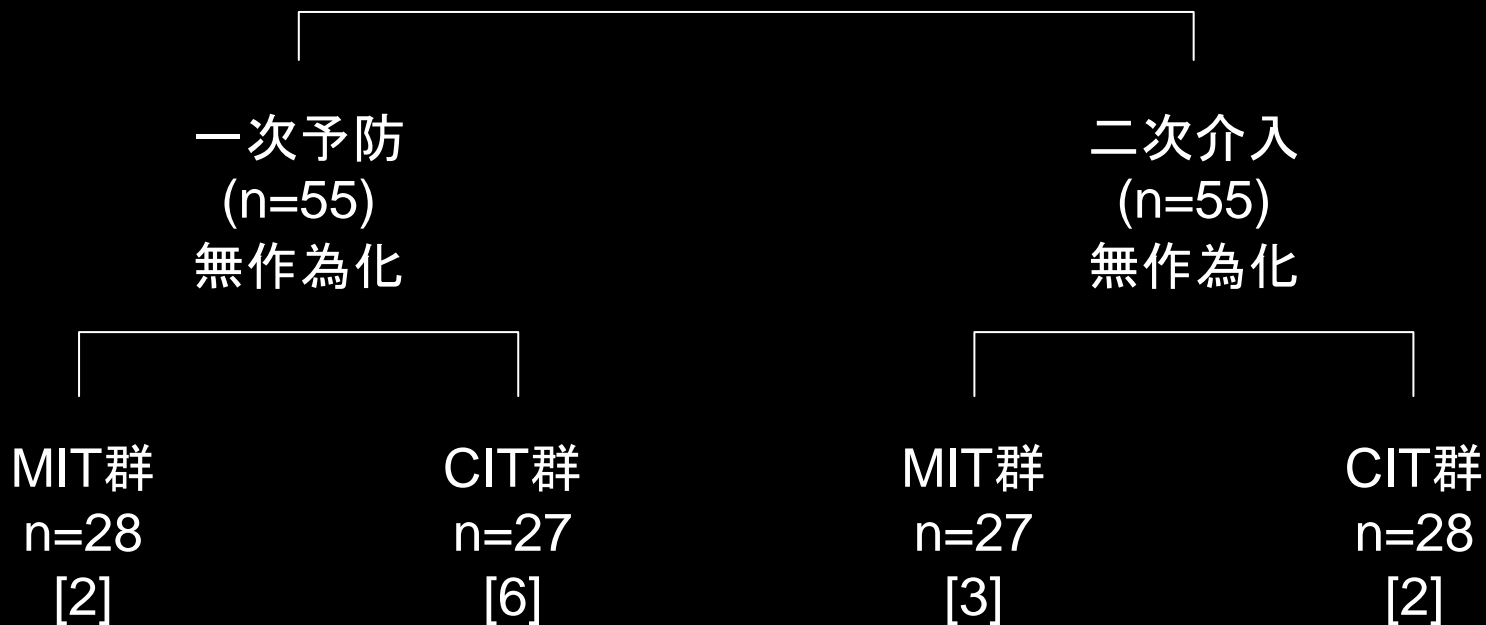 一次予防
(n=55)
無作為化
二次介入
(n=55)
無作為化
MIT群
n=28
[2]
CIT群
n=27
[6]
MIT群
n=27
[3]
CIT群
n=28
[2]